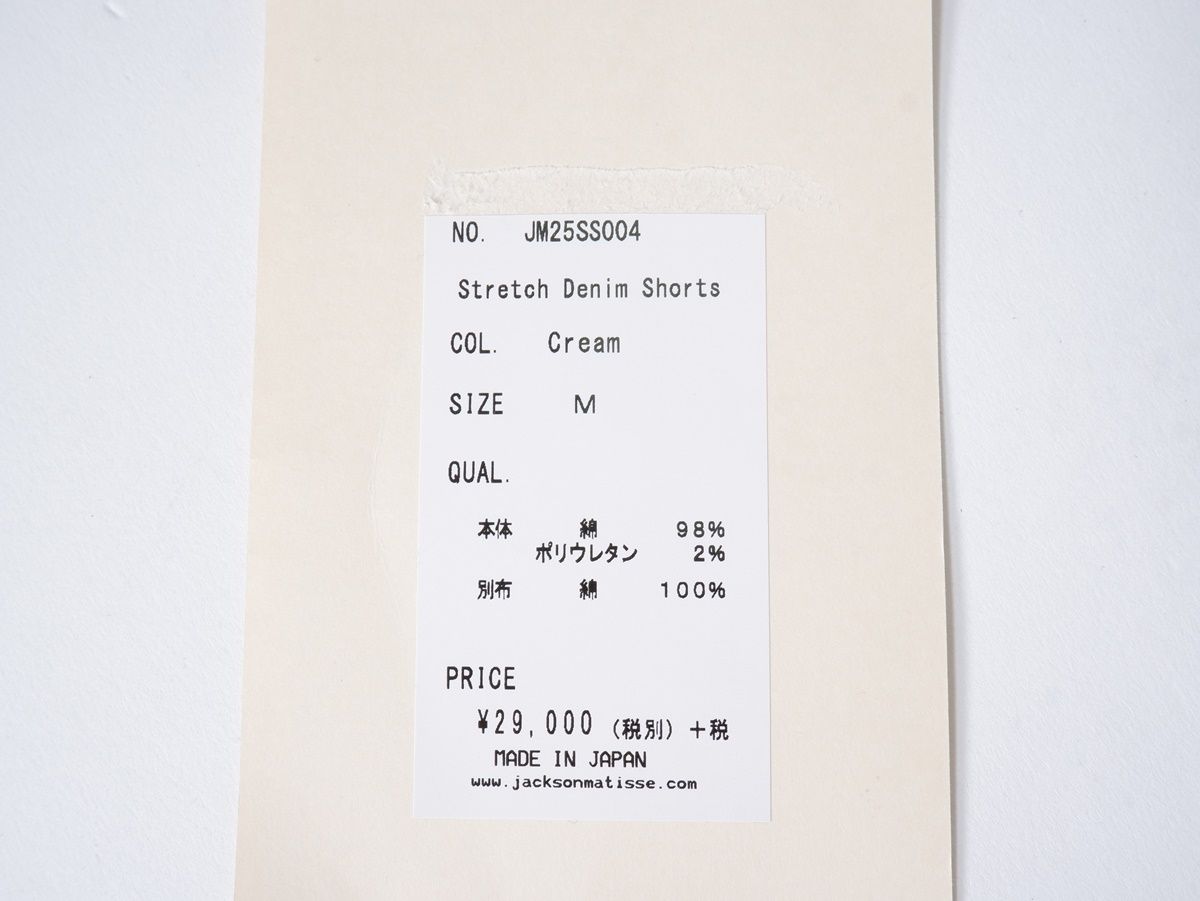 NO. JM25SS004
Stretch Denim Shorts
COL. Cream
SIZE M
QUAL.
本体 綿 98%
ポリウレタン 2%
別布 綿 100%
PRICE
¥29,000 (税別)+税
MADE IN JAPAN
www.jacksonmatisse.com